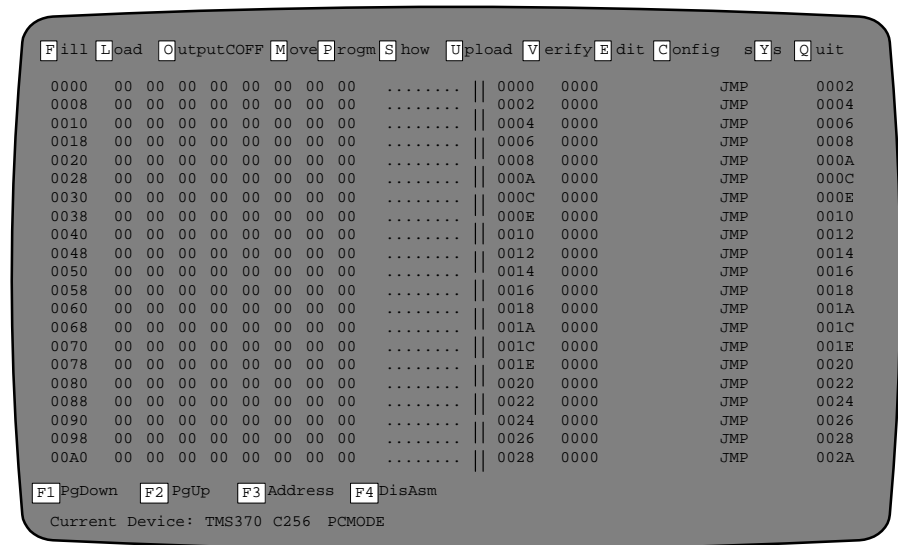 Fill Load OutputCOFF Move Progm Show Upload Verify Edit Config sYs Quit
0000 00 00 00 00 00 00 00 00 ........ || 0000 0000 JMP 0002
0008 00 00 00 00 00 00 00 00 ........ || 0002 0000 JMP 0004
0010 00 00 00 00 00 00 00 00 ........ || 0004 0000 JMP 0006
0018 00 00 00 00 00 00 00 00 ........ || 0006 0000 JMP 0008
0020 00 00 00 00 00 00 00 00 ........ || 0008 0000 JMP 000A
0028 00 00 00 00 00 00 00 00 ........ || 000A 0000 JMP 000C
0030 00 00 00 00 00 00 00 00 ........ || 000C 0000 JMP 000E
0038 00 00 00 00 00 00 00 00 ........ || 000E 0000 JMP 0010
0040 00 00 00 00 00 00 00 00 ........ || 0010 0000 JMP 0012
0048 00 00 00 00 00 00 00 00 ........ || 0012 0000 JMP 0014
0050 00 00 00 00 00 00 00 00 ........ || 0014 0000 JMP 0016
0058 00 00 00 00 00 00 00 00 ........ || 0016 0000 JMP 0018
0060 00 00 00 00 00 00 00 00 ........ || 0018 0000 JMP 001A
0068 00 00 00 00 00 00 00 00 ........ || 001A 0000 JMP 001C
0070 00 00 00 00 00 00 00 00 ........ || 001C 0000 JMP 001E
0078 00 00 00 00 00 00 00 00 ........ || 001E 0000 JMP 0020
0080 00 00 00 00 00 00 00 00 ........ || 0020 0000 JMP 0022
0088 00 00 00 00 00 00 00 00 ........ || 0022 0000 JMP 0024
0090 00 00 00 00 00 00 00 00 ........ || 0024 0000 JMP 0026
0098 00 00 00 00 00 00 00 00 ........ || 0026 0000 JMP 0028
00A0 00 00 00 00 00 00 00 00 ........ || 0028 0000 JMP 002A
F1 PgDown F2 PgUp F3 Address F4 DisAsm
Current Device: TMS370 C256 PCMODE